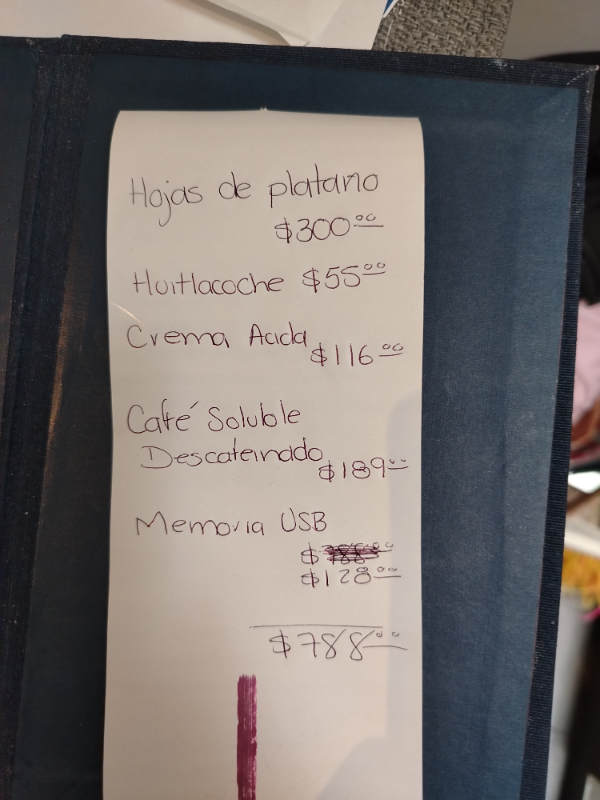 Hojas de platano
$300.00
Huitlacoche $55.00
Crema Acida
$116.00
Café Soluble
Descafeinado
$189.00
Memoria USB
$
$128.00
$788.00